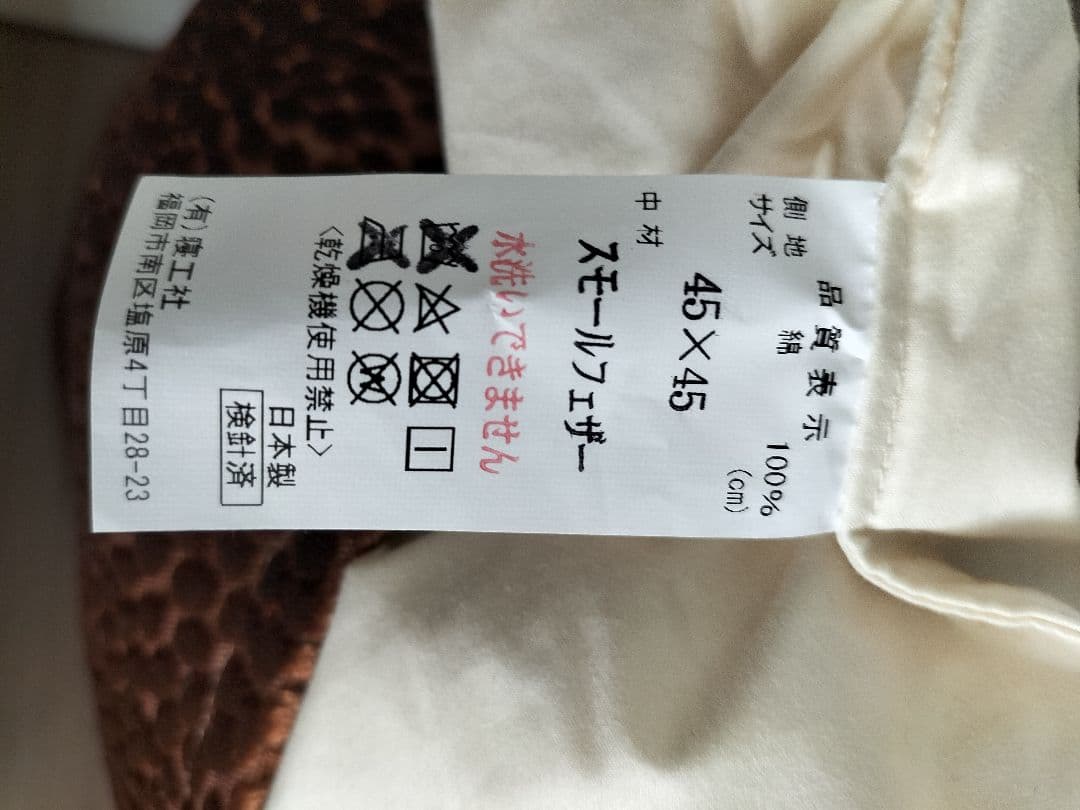 品質表示
側地 綿 100%
サイズ (cm)
45×45
中材
スモールフェザー
水洗いできません
〈乾燥機使用禁止〉
日本製
検針済
(有)寝工社
福岡市南区塩原4丁目28-23